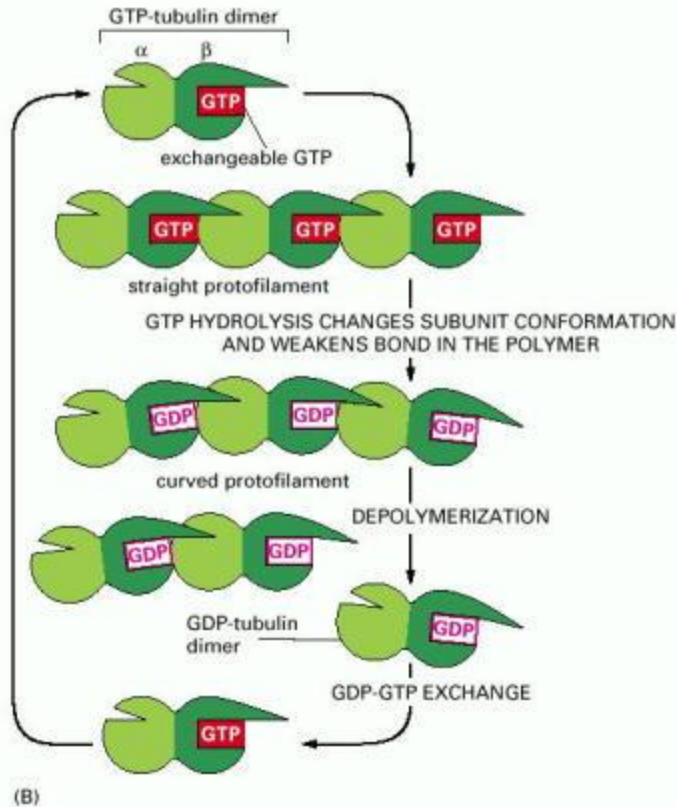 GTP-tubulin dimer
α β
GTP
exchangeable GTP
GTP GTP GTP
straight protofilament
GTP HYDROLYSIS CHANGES SUBUNIT CONFORMATION
AND WEAKENS BOND IN THE POLYMER
GDP GDP GDP
curved protofilament
DEPOLYMERIZATION
GDP GDP
GDP-tubulin
dimer
GDP
GDP-GTP EXCHANGE
GTP
(B)